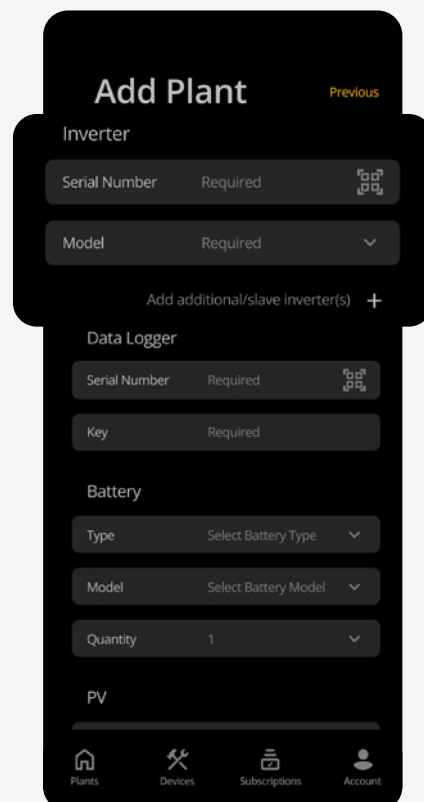 Add Plant
Previous
Inverter
Serial Number Required
Model Required
Add additional/slave inverter(s) +
Data Logger
Serial Number Required
Key Required
Battery
Type Select Battery Type
Model Select Battery Model
Quantity 1
PV
Plants Devices Subscriptions Account